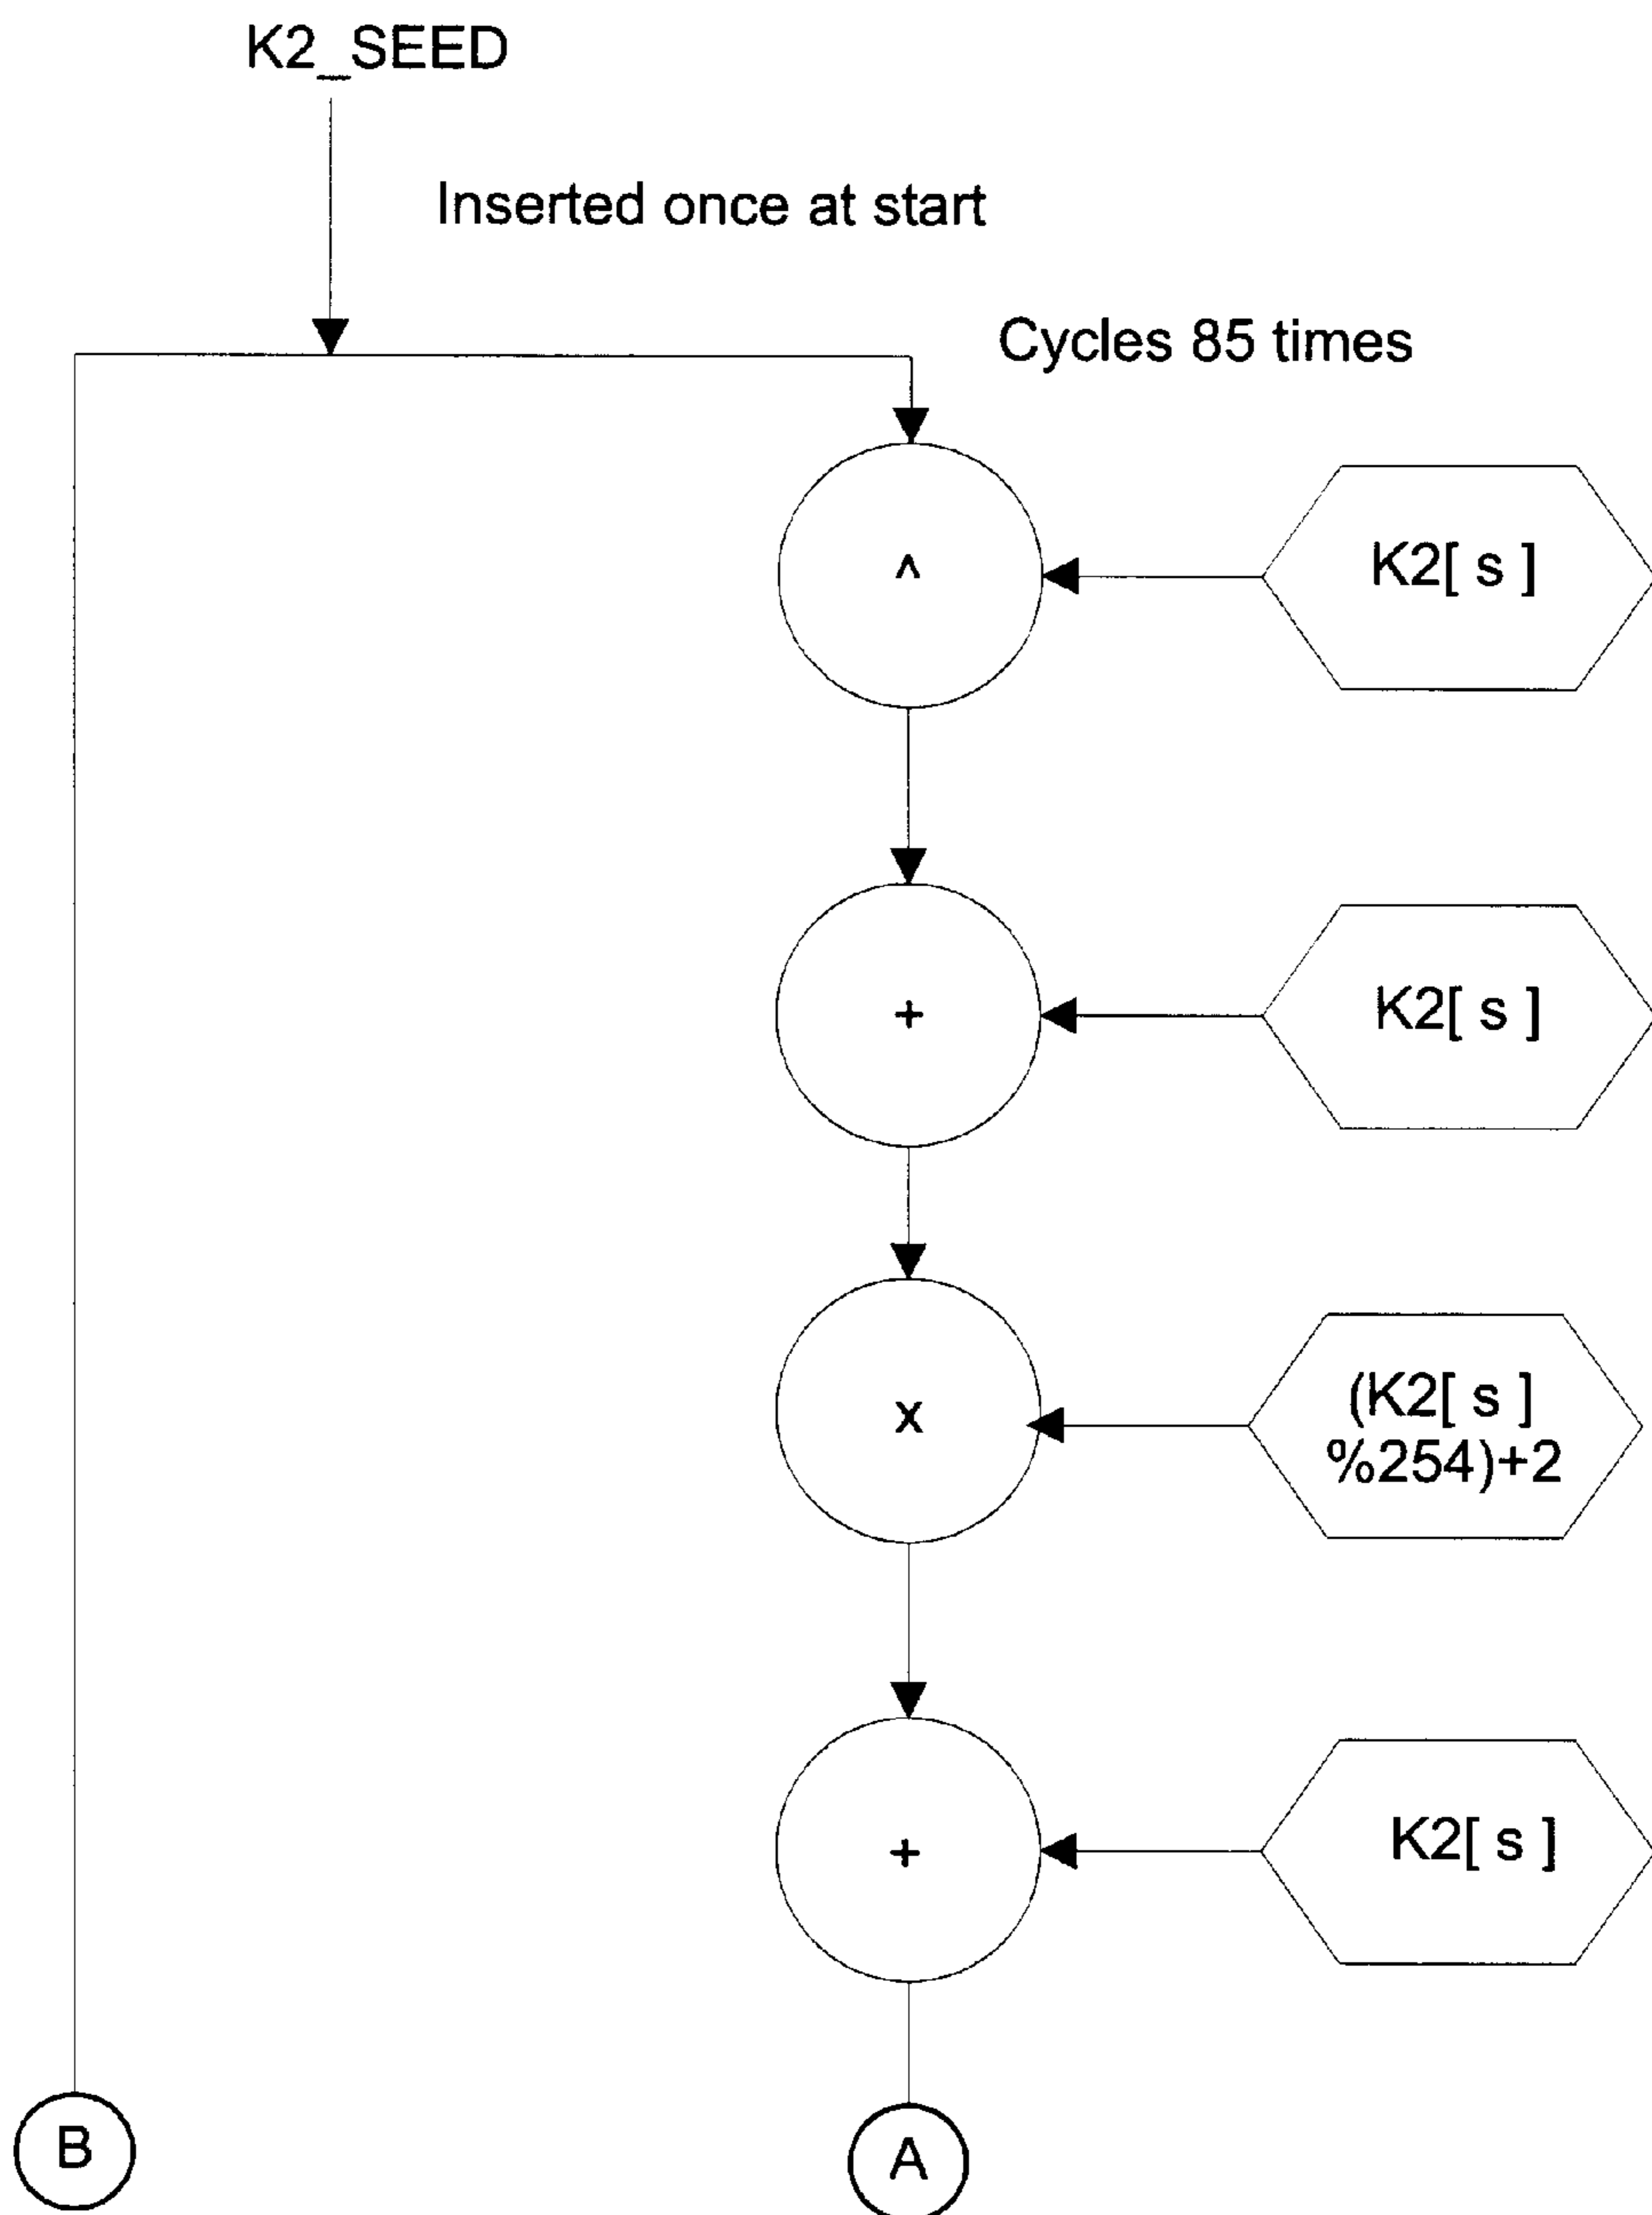 K2_SEED
Inserted once at start
Cycles 85 times
^
K2[ s ]
+
K2[ s ]
x
(K2[ s ]
%254)+2
+
K2[ s ]
B
A